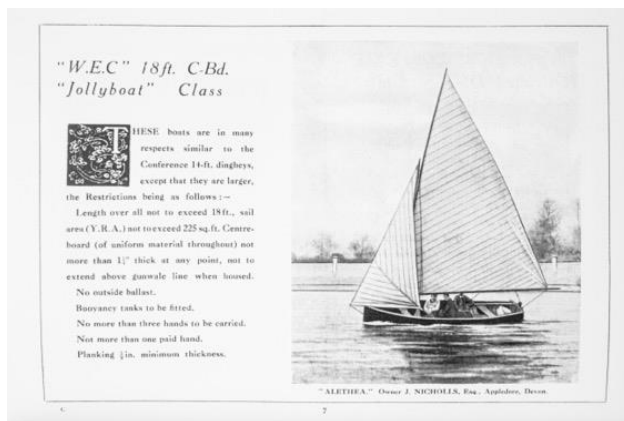 "W.E.C" 18ft. C-Bd.
"Jollyboat" Class
THESE boats are in many
respects similar to the
Conference 14-ft. dingheys,
except that they are larger,
the Restrictions being as follows :—
Length over all not to exceed 18ft., sail
area (Y.R.A.) not to exceed 225 sq. ft. Centre-
board (of uniform material throughout) not
more than thick at any point, not to
extend above gunwale line when housed.
No outside ballast.
Buoyancy tanks to be fitted.
No more than three hands to be carried.
Not more than one paid hand.
Planking in. minimum thickness.
"ALETHEA." Owner J. NICHOLLS, Esq., Appledore, Devon.
C
7